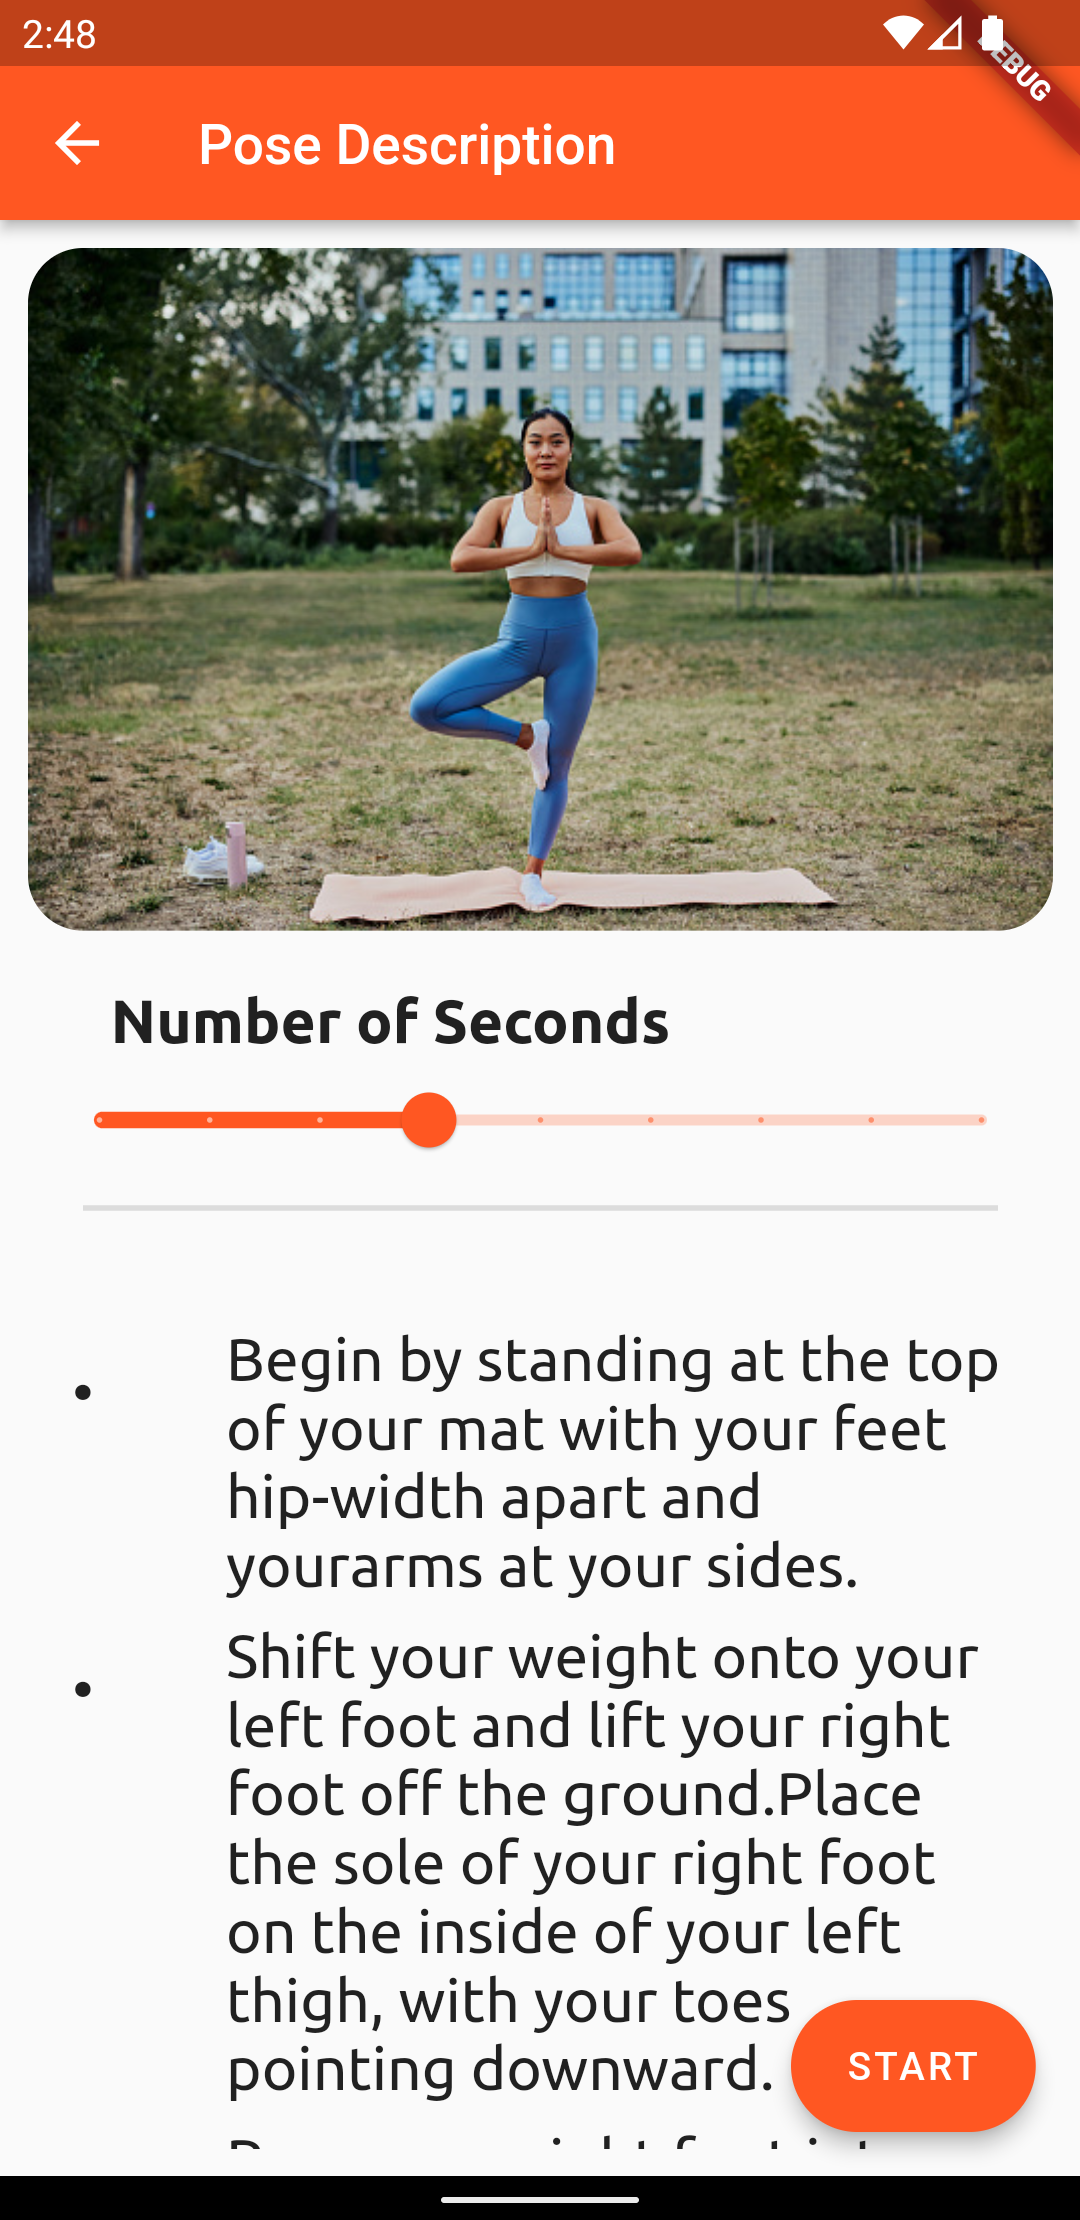 2:48
DEBUG
Pose Description
Number of Seconds
• Begin by standing at the top
of your mat with your feet
hip-width apart and
yourarms at your sides.
• Shift your weight onto your
left foot and lift your right
foot off the ground.Place
the sole of your right foot
on the inside of your left
thigh, with your toes
pointing downward.
START